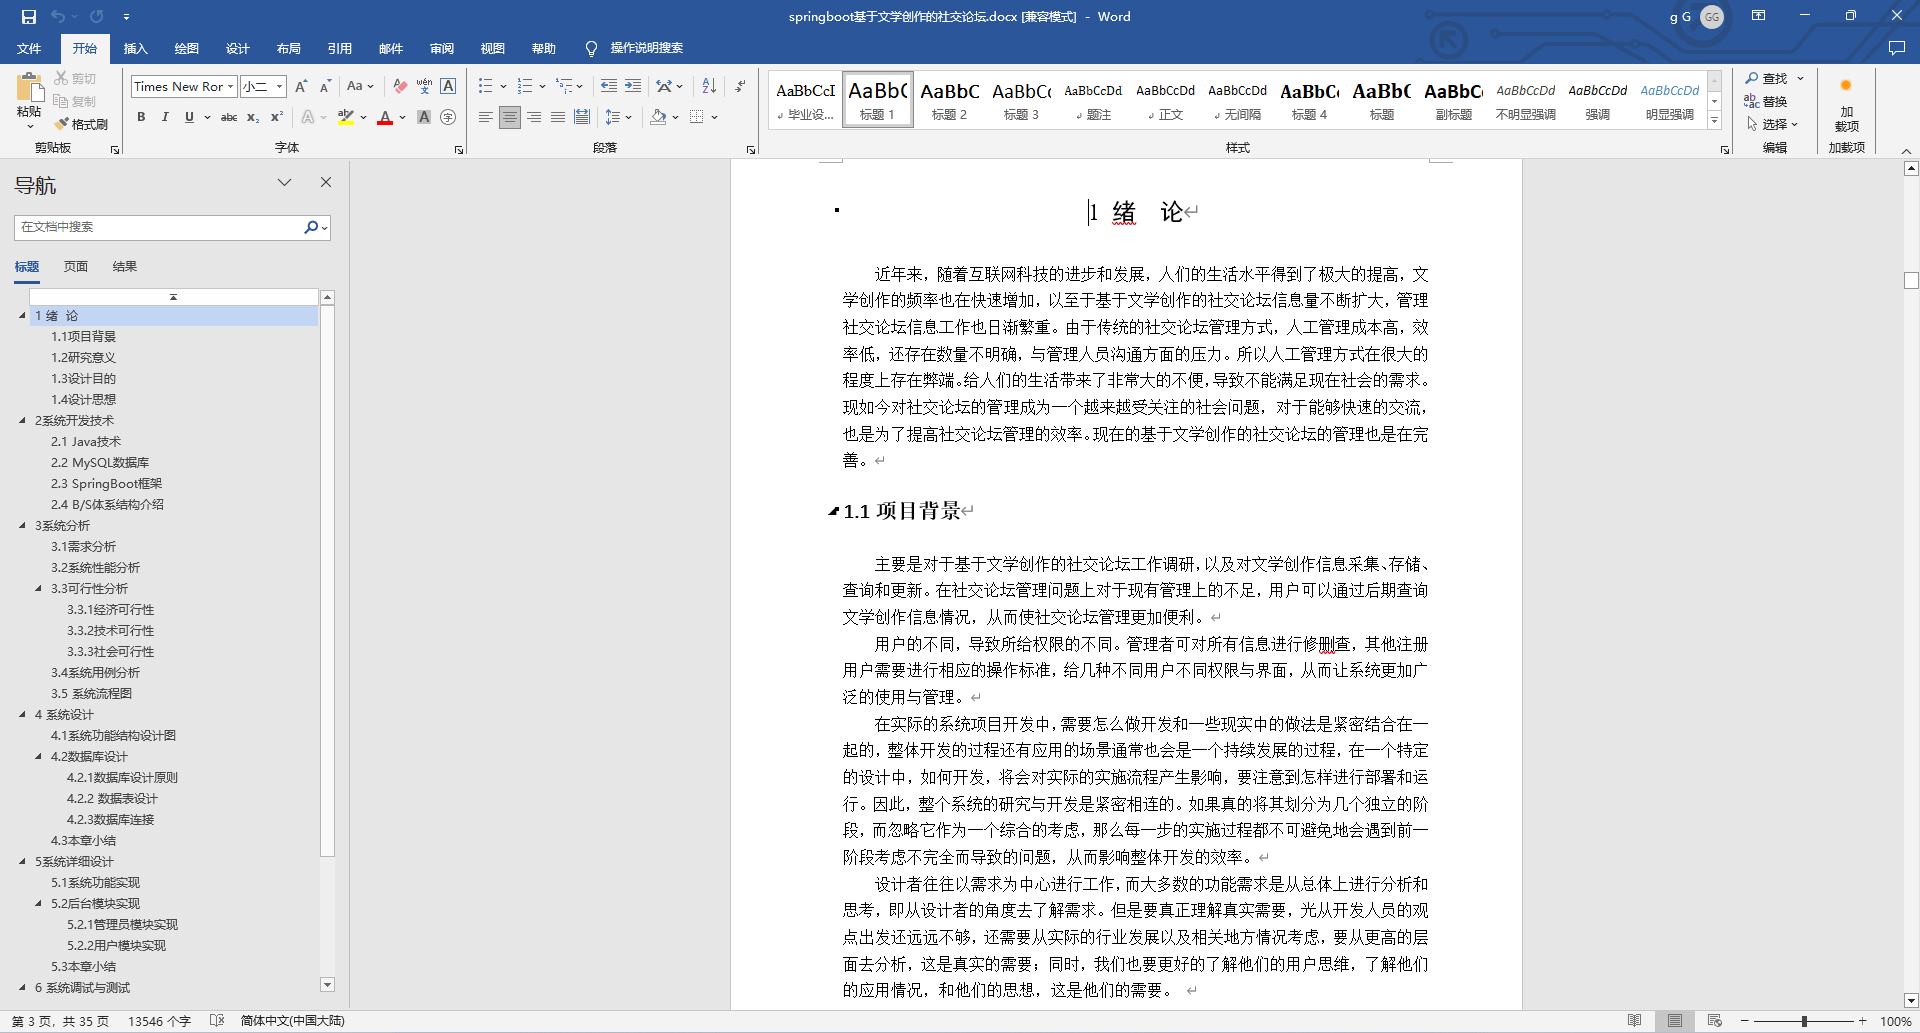 springboot基于文学创作的社交论坛.docx [兼容模式] - Word
g G GG
文件 开始 插入 绘图 设计 布局 引用 邮件 审阅 视图 帮助 操作说明搜索
粘贴 剪切 复制 格式刷
剪贴板
Times New Ror 小二
字体
段落
AaBbCcI 毕业设...
AaBb( 标题 1
AaBbC 标题 2
AaBbCc 标题 3
AaBbCcDd 题注
AaBbCcDd 正文
AaBbCcDd 无间隔
AaBbCc 标题 4
AaBbC 标题
AaBbC 副标题
AaBbCcDd 不明显强调
AaBbCcDd 强调
AaBbCcDd 明显强调
样式
查找
替换
选择
编辑
加载项
加载项
导航
在文档中搜索
标题 页面 结果
1 绪 论
1.1项目背景
1.2研究意义
1.3设计目的
1.4设计思想
2系统开发技术
2.1 Java技术
2.2 MySQL数据库
2.3 SpringBoot框架
2.4 B/S体系结构介绍
3系统分析
3.1需求分析
3.2系统性能分析
3.3可行性分析
3.3.1经济可行性
3.3.2技术可行性
3.3.3社会可行性
3.4系统用例分析
3.5 系统流程图
4 系统设计
4.1系统功能结构设计图
4.2数据库设计
4.2.1数据库设计原则
4.2.2 数据表设计
4.2.3数据库连接
4.3本章小结
5系统详细设计
5.1系统功能实现
5.2后台模块实现
5.2.1管理员模块实现
5.2.2用户模块实现
5.3本章小结
6 系统调试与测试
1 绪 论
近年来，随着互联网科技的进步和发展，人们的生活水平得到了极大的提高，文
学创作的频率也在快速增加，以至于基于文学创作的社交论坛信息量不断扩大，管理
社交论坛信息工作也日渐繁重。由于传统的社交论坛管理方式，人工管理成本高，效
率低，还存在数量不明确，与管理人员沟通方面的压力。所以人工管理方式在很大的
程度上存在弊端。给人们的生活带来了非常大的不便，导致不能满足现在社会的需求。
现如今对社交论坛的管理成为一个越来越受关注的社会问题，对于能够快速的交流，
也是为了提高社交论坛管理的效率。现在的基于文学创作的社交论坛的管理也是在完
善。
1.1 项目背景
主要是对于基于文学创作的社交论坛工作调研，以及对文学创作信息采集、存储、
查询和更新。在社交论坛管理问题上对于现有管理上的不足，用户可以通过后期查询
文学创作信息情况，从而使社交论坛管理更加便利。
用户的不同，导致所给权限的不同。管理者可对所有信息进行修删查，其他注册
用户需要进行相应的操作标准，给几种不同用户不同权限与界面，从而让系统更加广
泛的使用与管理。
在实际的系统项目开发中，需要怎么做开发和一些现实中的做法是紧密结合在一
起的，整体开发的过程还有应用的场景通常也会是一个持续发展的过程，在一个特定
的设计中，如何开发，将会对实际的实施流程产生影响，要注意到怎样进行部署和运
行。因此，整个系统的研究与开发是紧密相连的。如果真的将其划分为几个独立的阶
段，而忽略它作为一个综合的考虑，那么每一步的实施过程都不可避免地会遇到前一
阶段考虑不完全而导致的问题，从而影响整体开发的效率。
设计者往往以需求为中心进行工作，而大多数的功能需求是从总体上进行分析和
思考，即从设计者的角度去了解需求。但是要真正理解真实需要，光从开发人员的观
点出发还远远不够，还需要从实际的行业发展以及相关地方情况考虑，要从更高的层
面去分析，这是真实的需要；同时，我们也要更好的了解他们的用户思维，了解他们
的应用情况，和他们的思想，这是他们的需要。
第 3 页，共 35 页 13546 个字 简体中文(中国大陆) 100%